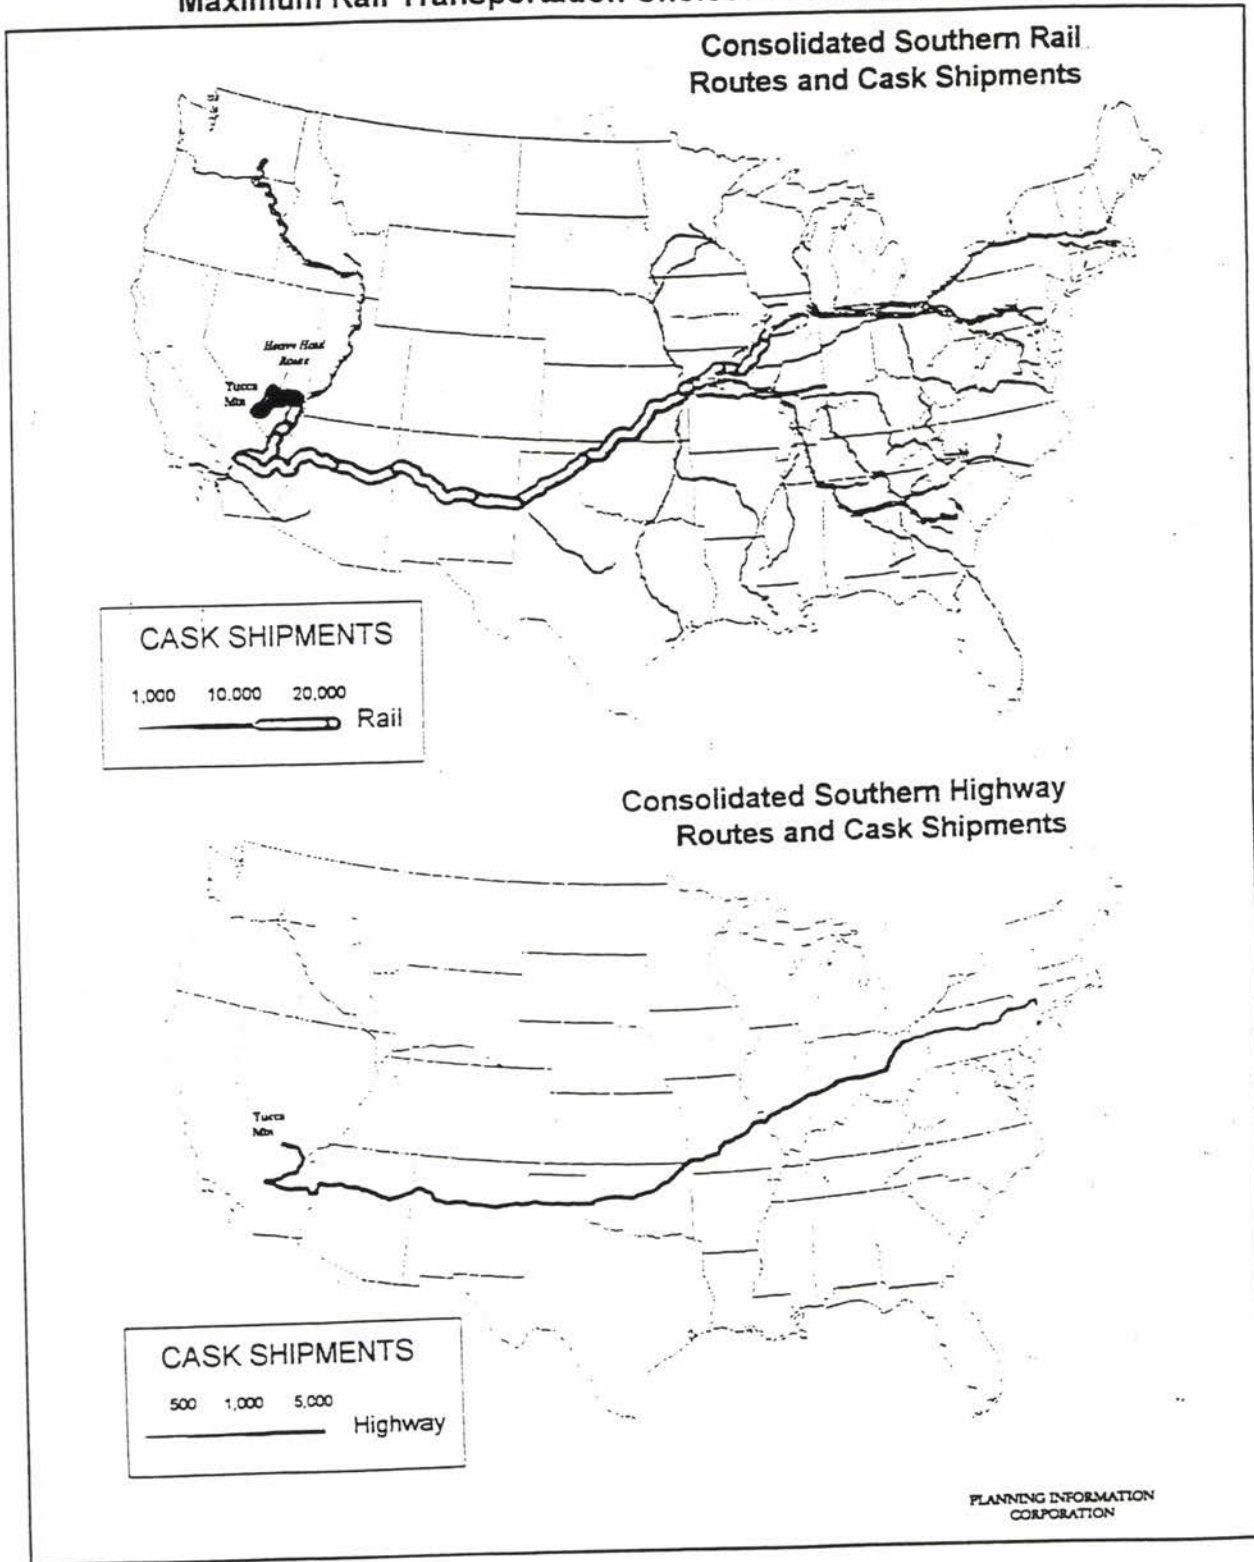 Maximum Rail Transportation
Consolidated Southern Rail
Routes and Cask Shipments
Heavy Haul
Route
Yucca
Mtn
CASK SHIPMENTS
1,000 10.000 20,000
Rail
Consolidated Southern Highway
Routes and Cask Shipments
Yucca
Mtn
CASK SHIPMENTS
500 1,000 5,000
Highway
PLANNING INFORMATION
CORPORATION